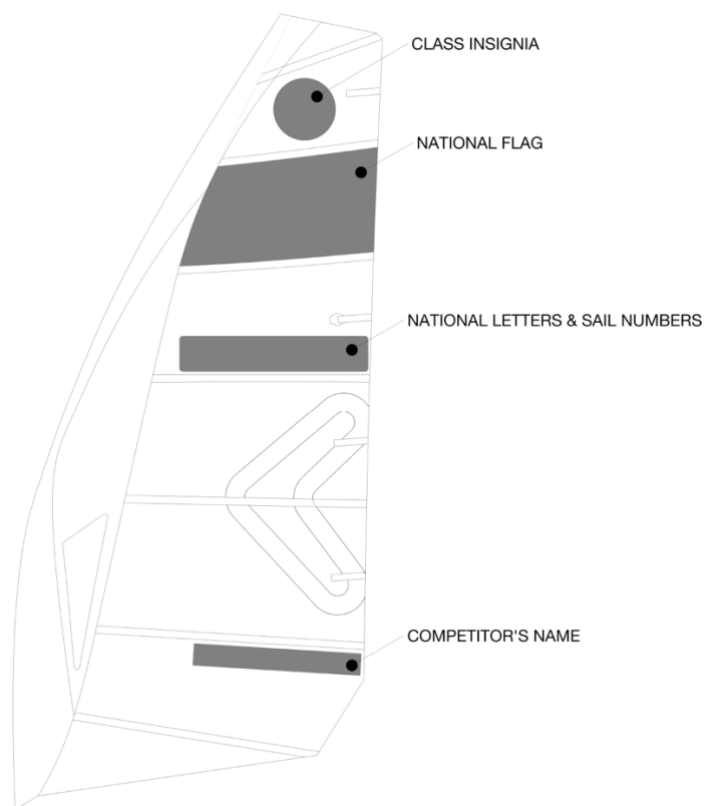 CLASS INSIGNIA
NATIONAL FLAG
NATIONAL LETTERS & SAIL NUMBERS
COMPETITOR'S NAME